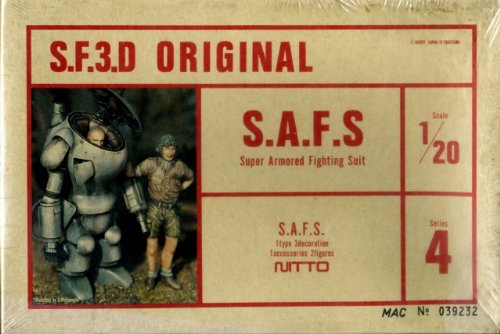 S.F.3.D ORIGINAL
S.A.F.S
Super Armored Fighting Suit
Scale
1/20
S.A.F.S.
1type 3decoration
1accessories 2figures
NITTO
Series
4
MAC No 039232